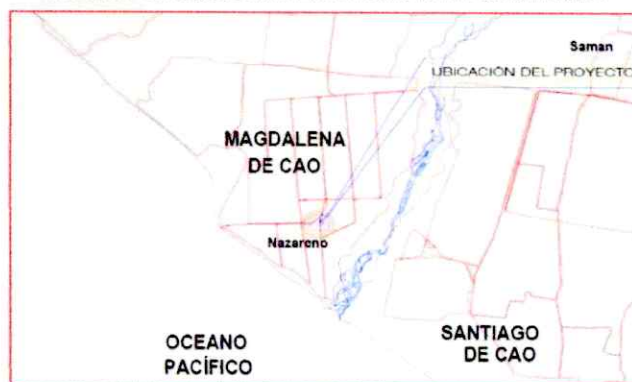 Saman
UBICACIÓN DEL PROYECTO
MAGDALENA
DE CAO
Nazareno
OCEANO
PACÍFICO
SANTIAGO
DE CAO